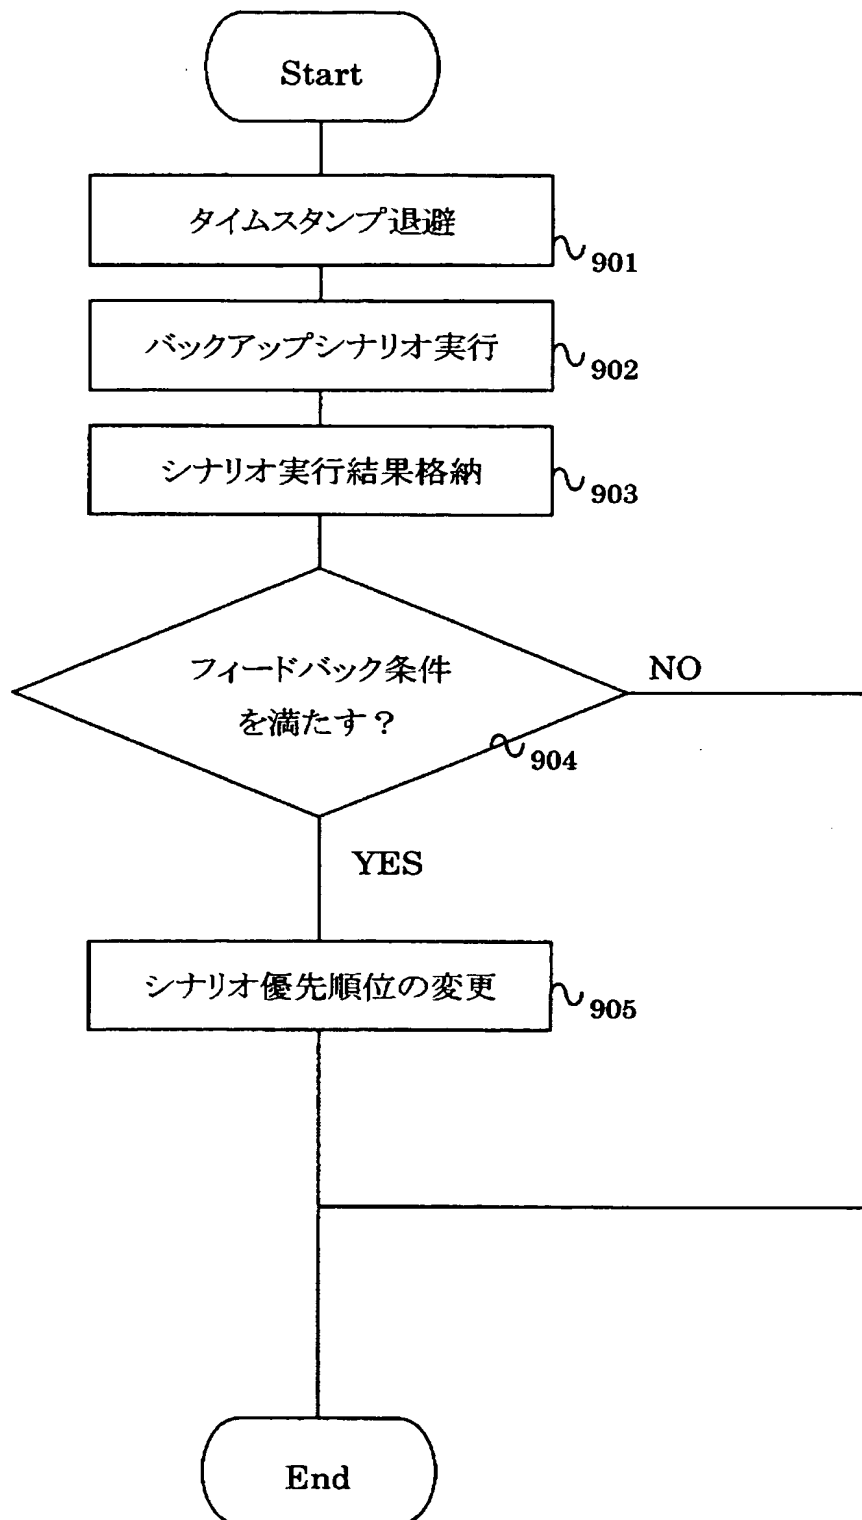 Start
タイムスタンプ退避
901
バックアップシナリオ実行
902
シナリオ実行結果格納
903
フィードバック条件
を満たす？
NO
904
YES
シナリオ優先順位の変更
905
End